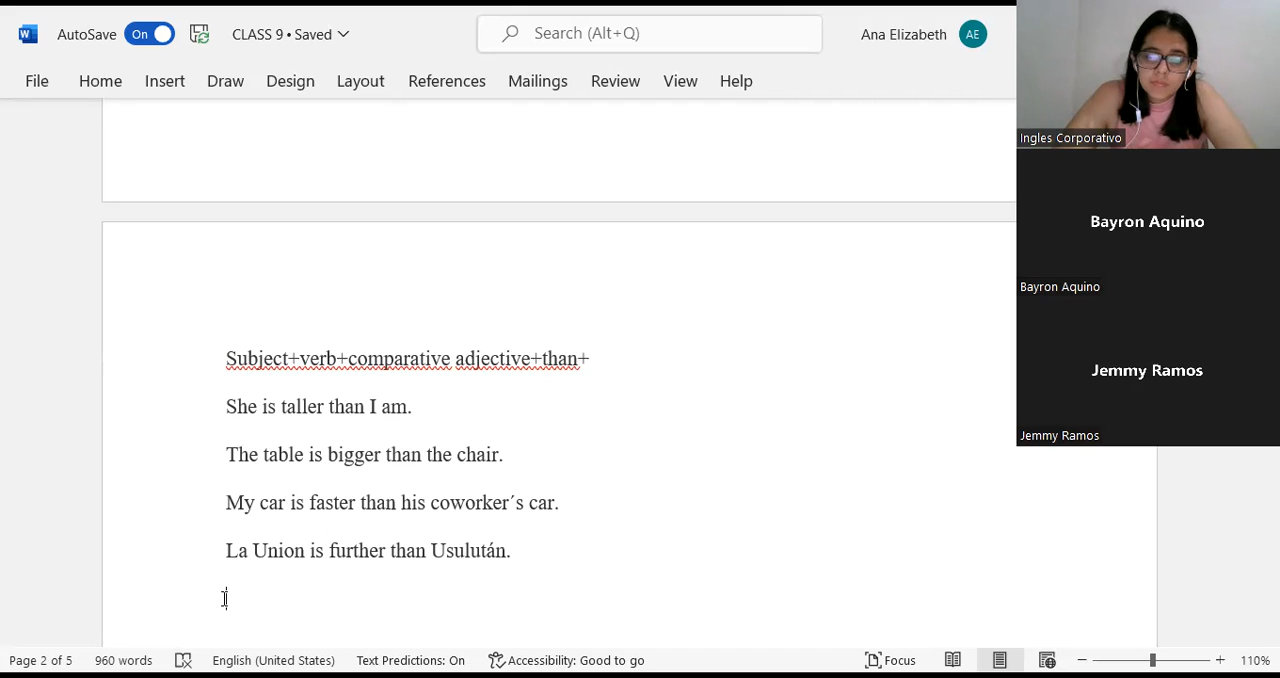 AutoSave On CLASS 9 • Saved Search (Alt+Q) Ana Elizabeth AE
File Home Insert Draw Design Layout References Mailings Review View Help
Ingles Corporativo
Bayron Aquino
Bayron Aquino
Jemmy Ramos
Jemmy Ramos
Subject+verb+comparative adjective+than+
She is taller than I am.
The table is bigger than the chair.
My car is faster than his coworker´s car.
La Union is further than Usulután.
Page 2 of 5 960 words English (United States) Text Predictions: On Accessibility: Good to go Focus 110%